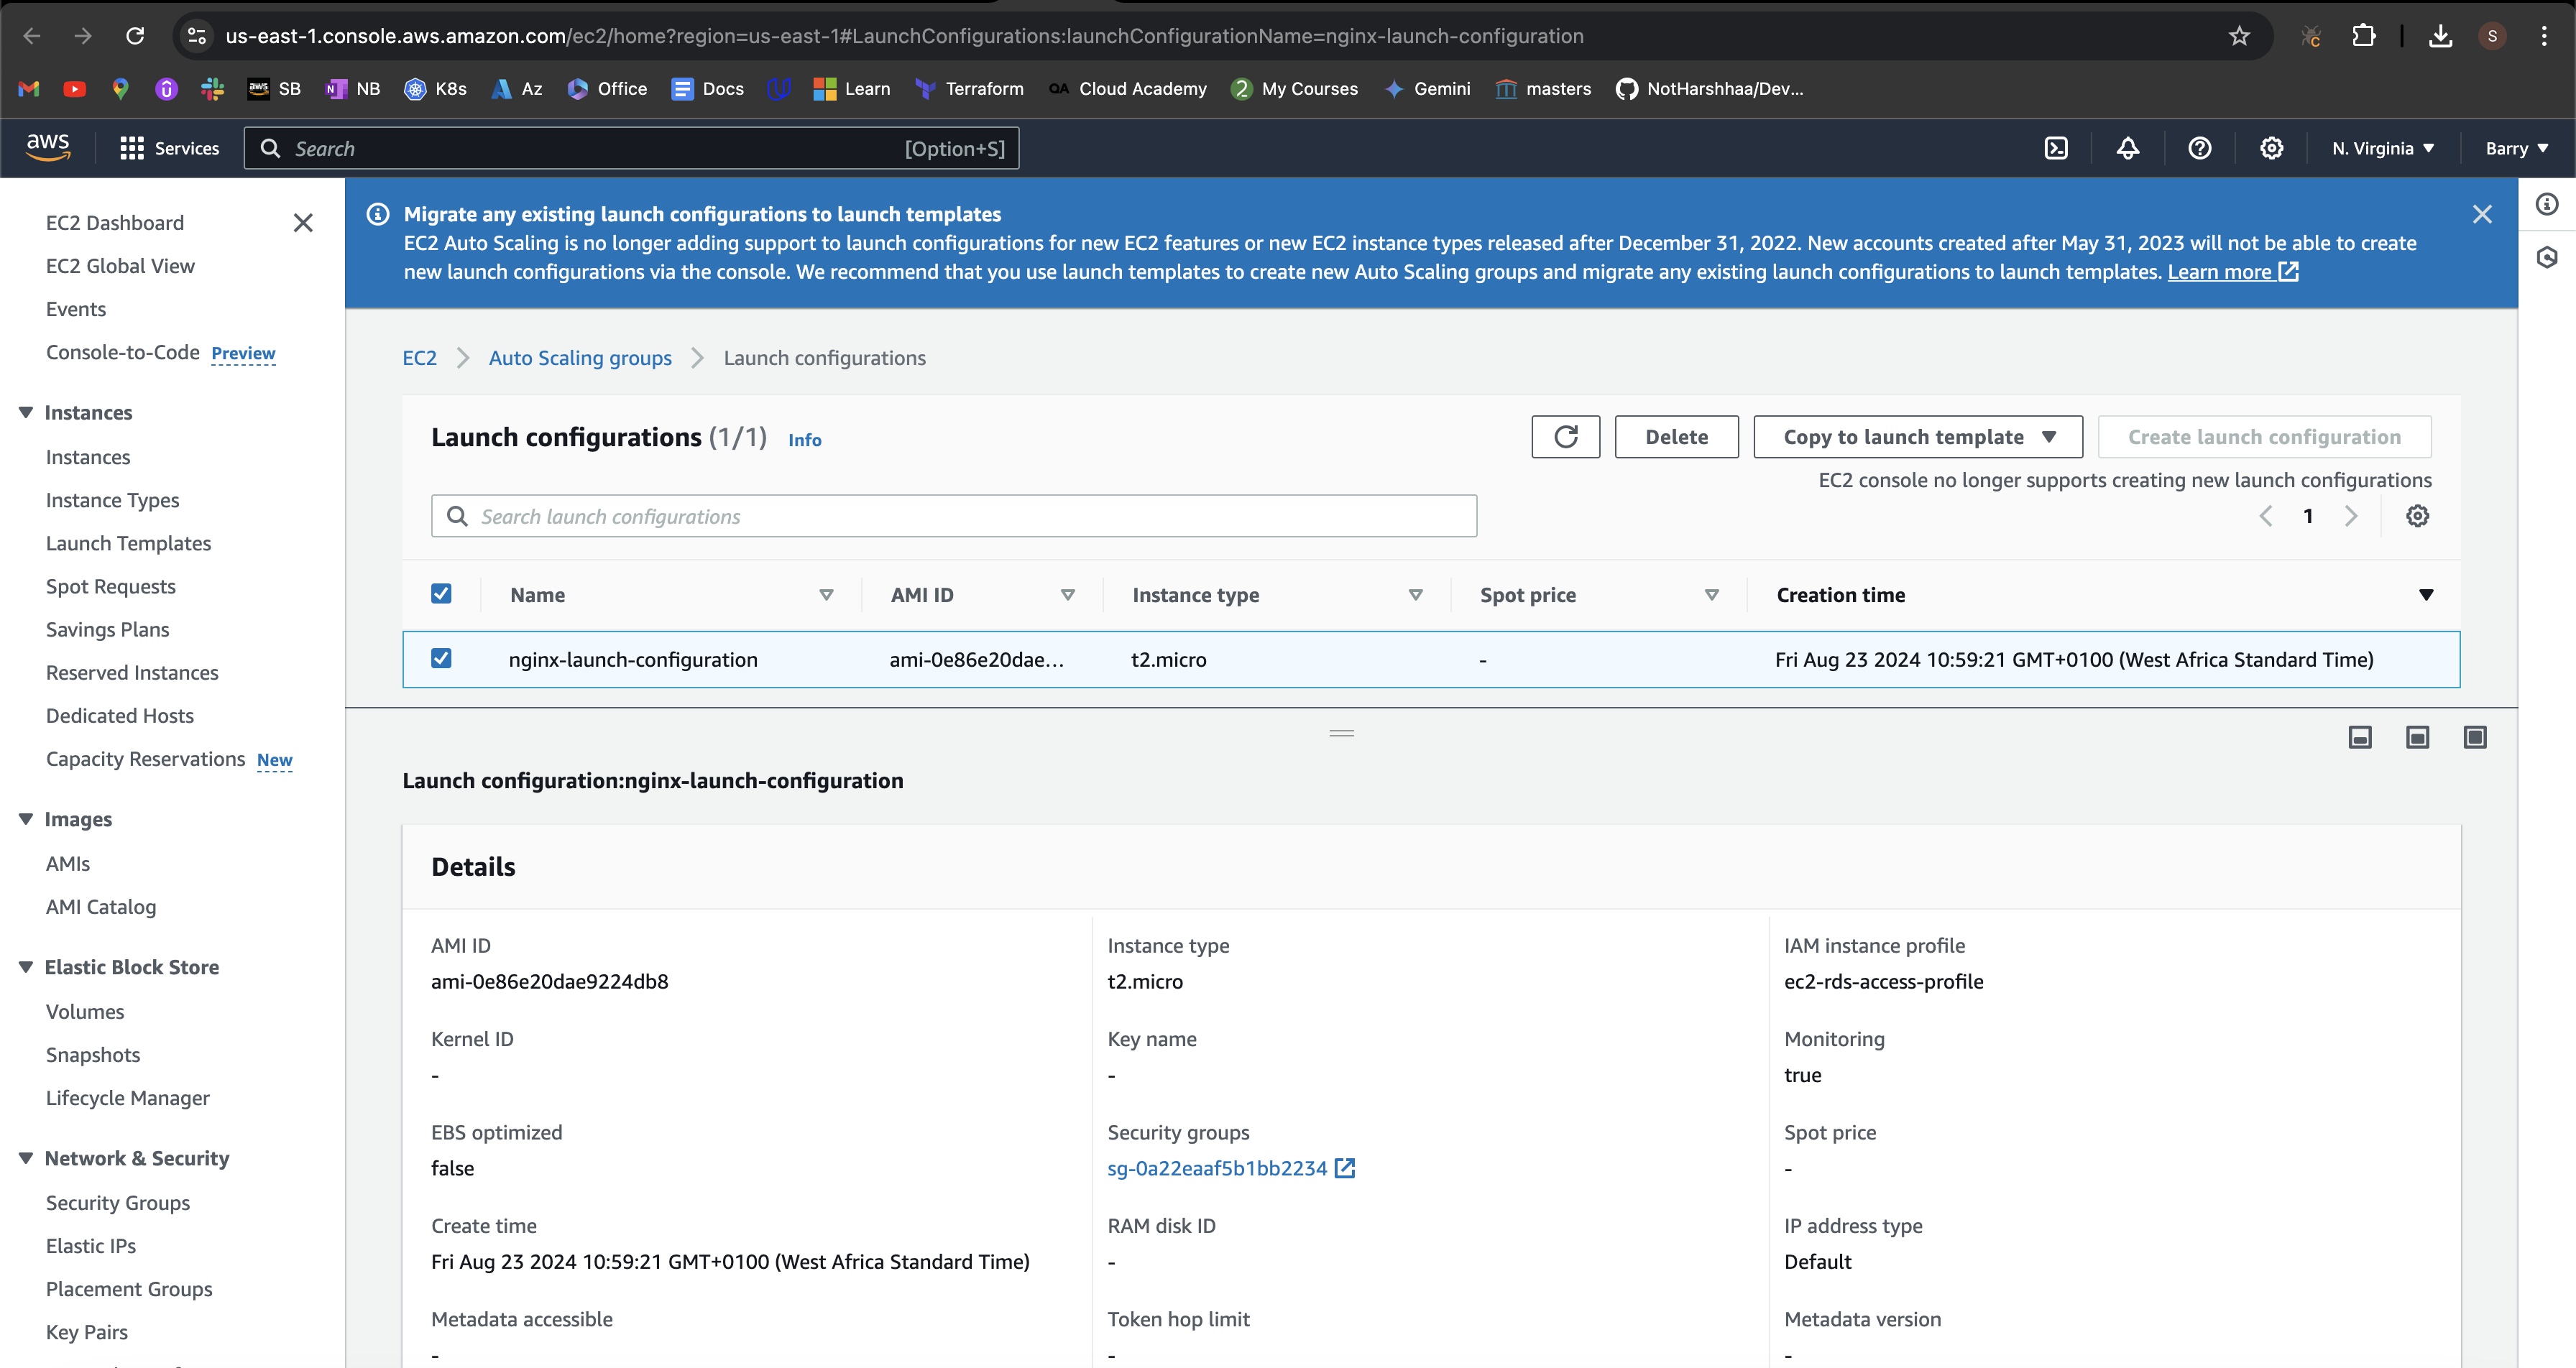 us-east-1.console.aws.amazon.com/ec2/home?region=us-east-1#LaunchConfigurations:launchConfigurationName=nginx-launch-configuration
S
SB
NB
K8s
Az
Office
Docs
Learn
Terraform
QA Cloud Academy
2 My Courses
Gemini
masters
NotHarshhaa/Dev...
aws
Services
Search
[Option+S]
N. Virginia
Barry
EC2 Dashboard
EC2 Global View
Events
Console-to-Code Preview
Instances
Instances
Instance Types
Launch Templates
Spot Requests
Savings Plans
Reserved Instances
Dedicated Hosts
Capacity Reservations New
Images
AMIs
AMI Catalog
Elastic Block Store
Volumes
Snapshots
Lifecycle Manager
Network & Security
Security Groups
Elastic IPs
Placement Groups
Key Pairs
Migrate any existing launch configurations to launch templates
EC2 Auto Scaling is no longer adding support to launch configurations for new EC2 features or new EC2 instance types released after December 31, 2022. New accounts created after May 31, 2023 will not be able to create
new launch configurations via the console. We recommend that you use launch templates to create new Auto Scaling groups and migrate any existing launch configurations to launch templates. Learn more
EC2 > Auto Scaling groups > Launch configurations
Launch configurations (1/1) Info
Delete
Copy to launch template
Create launch configuration
EC2 console no longer supports creating new launch configurations
Search launch configurations
1
Name AMI ID Instance type Spot price Creation time
nginx-launch-configuration ami-0e86e20dae... t2.micro - Fri Aug 23 2024 10:59:21 GMT+0100 (West Africa Standard Time)
Launch configuration:nginx-launch-configuration
Details
AMI ID
ami-0e86e20dae9224db8
Instance type
t2.micro
IAM instance profile
ec2-rds-access-profile
Kernel ID
-
Key name
-
Monitoring
true
EBS optimized
false
Security groups
sg-0a22eaaf5b1bb2234
Spot price
-
Create time
Fri Aug 23 2024 10:59:21 GMT+0100 (West Africa Standard Time)
RAM disk ID
-
IP address type
Default
Metadata accessible
-
Token hop limit
-
Metadata version
-